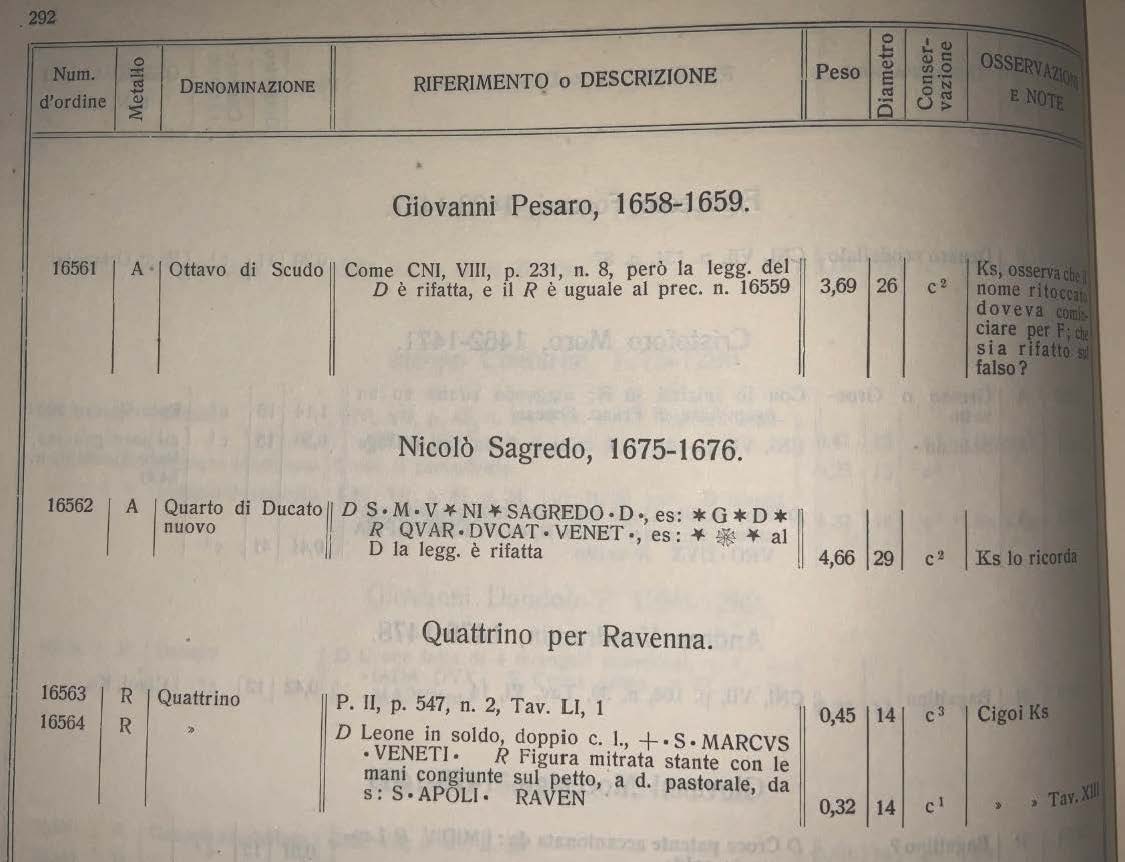 292
Num. d'ordine
Metallo
DENOMINAZIONE
RIFERIMENTO o DESCRIZIONE
Peso
Diametro
Conser-
vazione
OSSERVAZIONI
E NOTE
Giovanni Pesaro, 1658-1659.
16561 A Ottavo di Scudo Come CNI, VIII, p. 231, n. 8, però la legg. del
D è rifatta, e il R è uguale al prec. n. 16559
3,69 26 c²
Ks, osserva che il
nome ritoccato
doveva comin-
ciare per F; che
sia rifatto sul
falso?
Nicolò Sagredo, 1675-1676.
16562 A Quarto di Ducato
nuovo
D S·M·V✶NI✶SAGREDO·D·, es: ✶G✶D✶
R QVAR·DVCAT·VENET·, es: ✶ ❃ ✶ al
D la legg. è rifatta
4,66 29 c² Ks lo ricorda
Quattrino per Ravenna.
16563 R Quattrino P. II, p. 547, n. 2, Tav. LI, 1 0,45 14 c³ Cigoi Ks
16564 R » D Leone in soldo, doppio c. l., +·S·MARCVS
·VENETI· R Figura mitrata stante con le
mani congiunte sul petto, a d. pastorale, da
s: S·APOLI· RAVEN
0,32 14 c¹ » » Tav. XIII